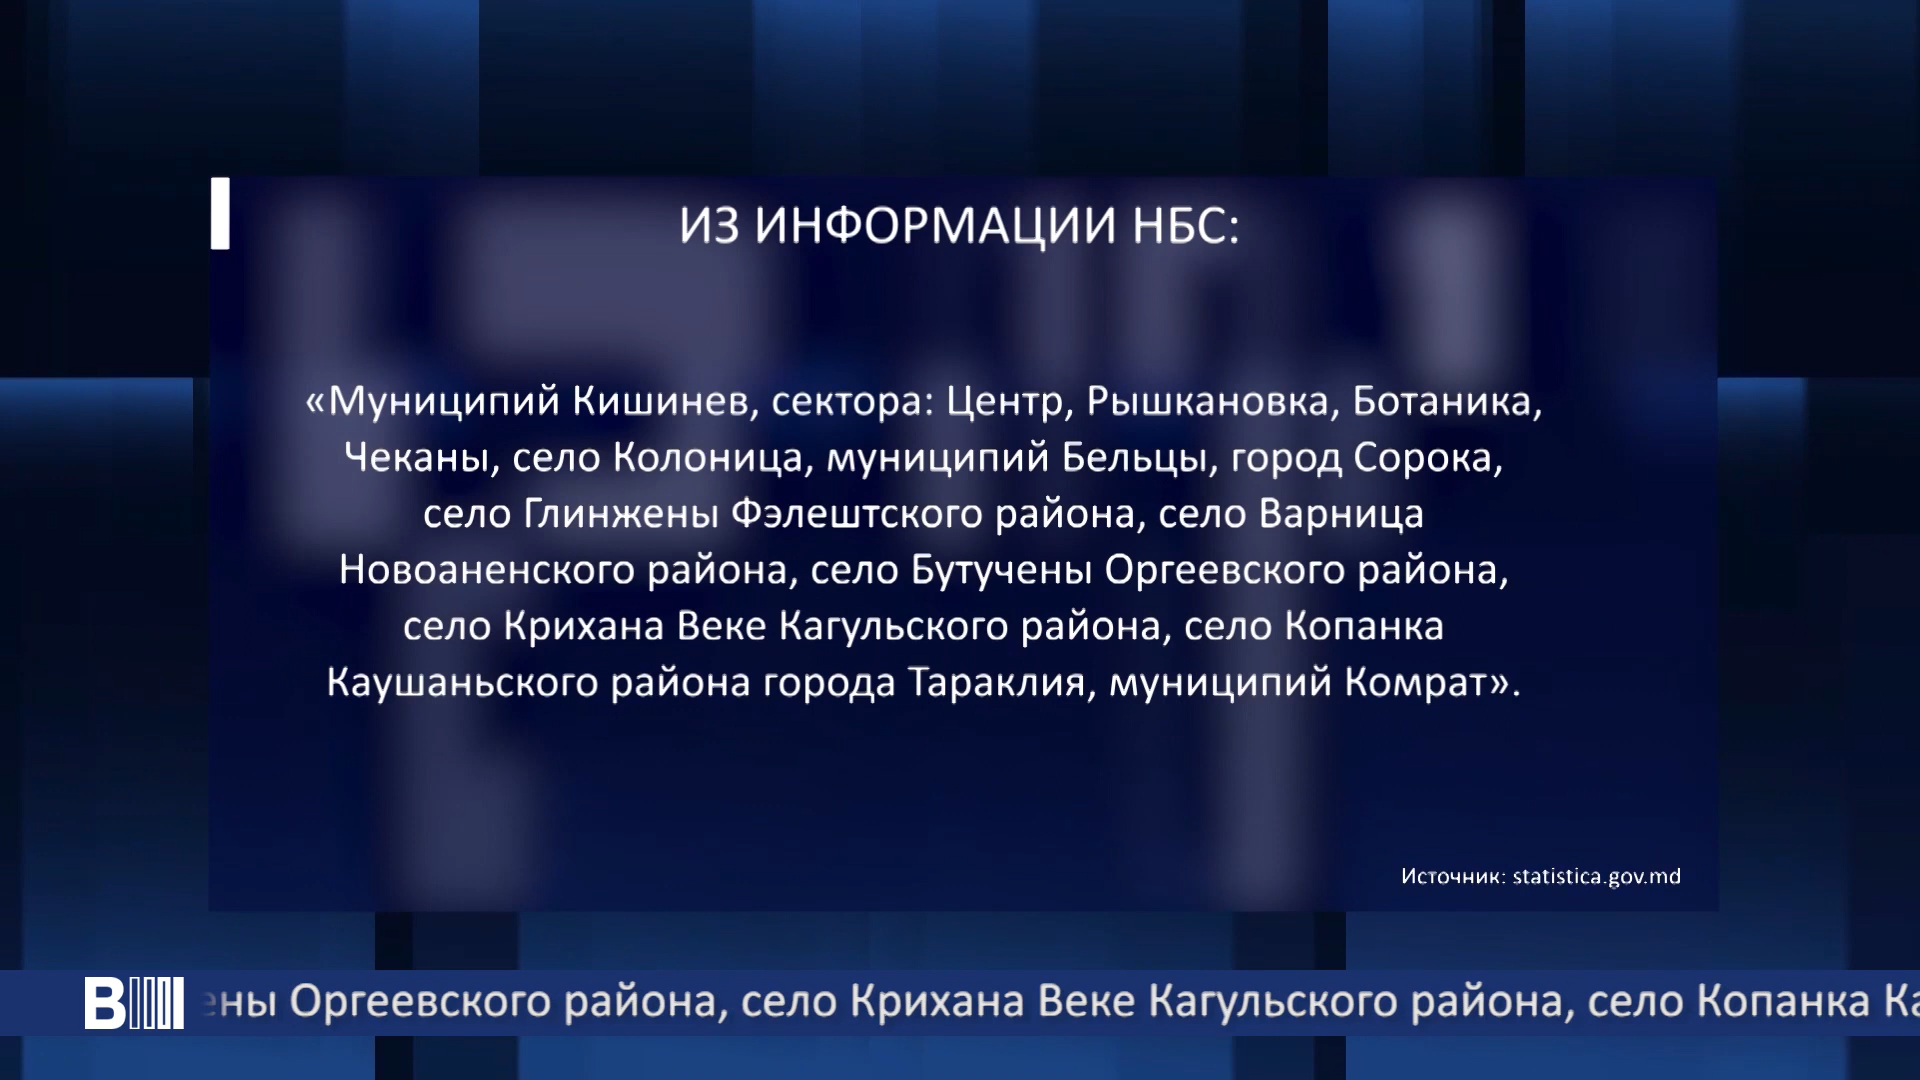 ИЗ ИНФОРМАЦИИ НБС:
«Муниципий Кишинев, сектора: Центр, Рышкановка, Ботаника,
Чеканы, село Колоница, муниципий Бельцы, город Сорока,
село Глинжены Фэлештского района, село Варница
Новоаненского района, село Бутучены Оргеевского района,
село Крихана Веке Кагульского района, село Копанка
Каушаньского района города Тараклия, муниципий Комрат».
Источник: statistica.gov.md
В ены Оргеевского района, село Крихана Веке Кагульского района, село Копанка Ка